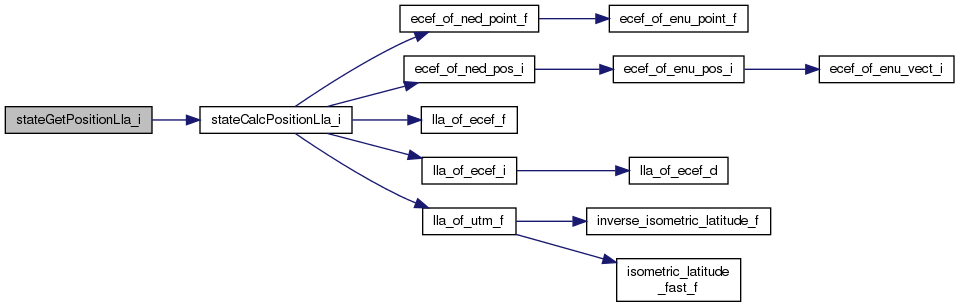 ecef_of_ned_point_f
ecef_of_enu_point_f
ecef_of_ned_pos_i
ecef_of_enu_pos_i
ecef_of_enu_vect_i
stateGetPositionLla_i
stateCalcPositionLla_i
lla_of_ecef_f
lla_of_ecef_i
lla_of_ecef_d
lla_of_utm_f
inverse_isometric_latitude_f
isometric_latitude
_fast_f